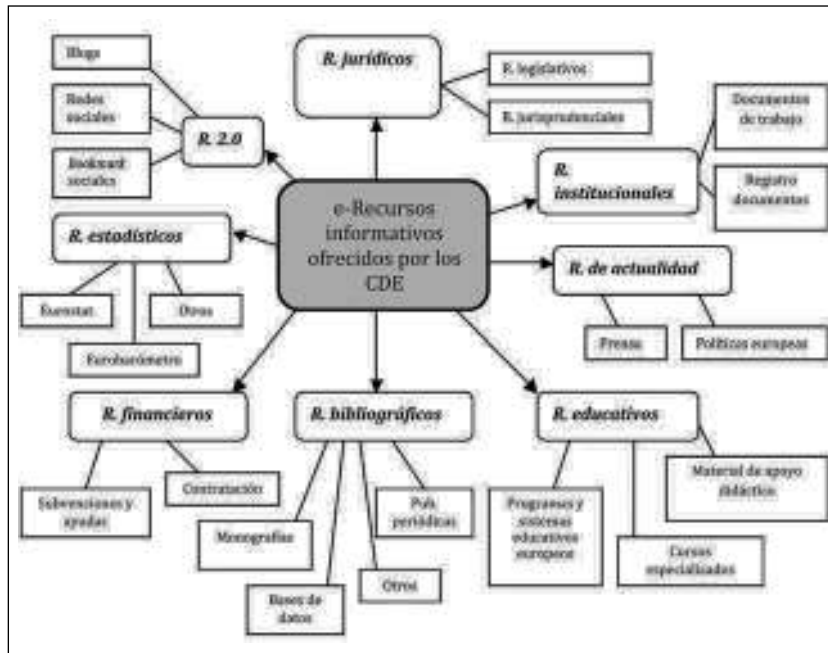 Blogs
Redes
sociales
Bookmark
sociales
R. 2.0
R. jurídicos
R. legislativos
R. jurisprudenciales
Documentos
de trabajo
R.
institucionales
Registro
documentos
e-Recursos
informativos
ofrecidos por los
CDE
R. estadísticos
Eurostat
Otros
Eurobarómetro
R. de actualidad
Prensa
Políticas europeas
R. financieros
Subvenciones y
ayudas
Contratación
R. bibliográficos
Monografías
Bases de
datos
Otros
Pub.
periódicas
R. educativos
Programas y
sistemas
educativos
europeos
Cursos
especializados
Material de apoyo
didáctico